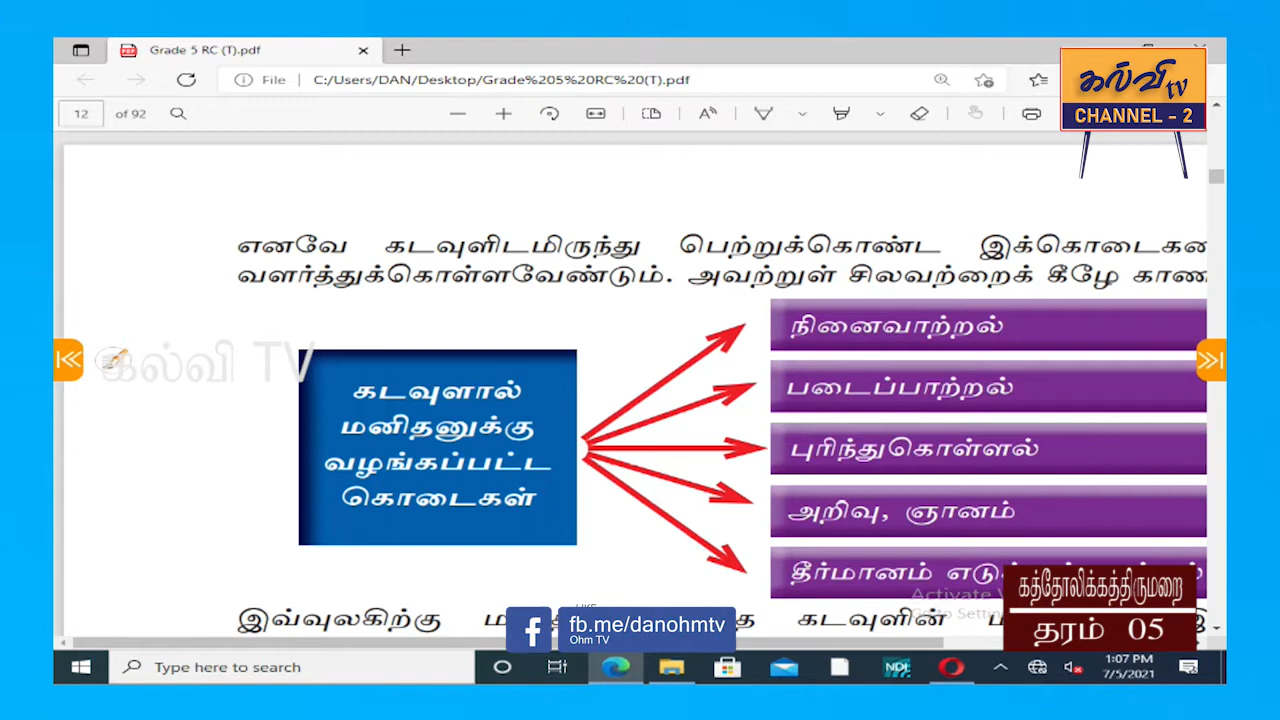 Grade 5 RC (T).pdf
File C:/Users/DAN/Desktop/Grade%205%20RC%20(T).pdf
கல்வி tv
CHANNEL - 2
12 of 92
எனவே கடவுளிடமிருந்து பெற்றுக்கொண்ட
வளர்த்துக்கொள்ளவேண்டும். அவற்றுள் சிலவற்றைக் கீழே
கல்வி TV
கடவுளால்
மனிதனுக்கு
வழங்கப்பட்ட
கொடைகள்
நினைவாற்றல்
படைப்பாற்றல்
புரிந்துகொள்ளல்
அறிவு, ஞானம்
தீர்மானம்
கத்தோலிக்கத்திருமறை
தரம் 05
இவ்வுலகிற்கு
கடவுளின்
fb.me/danohmtv
Ohm TV
Type here to search
1:07 PM
7/5/2021